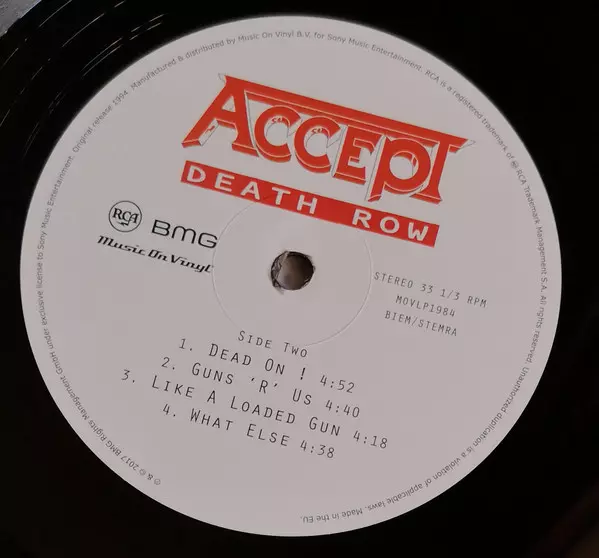 ACCEPT
DEATH ROW
RCA
BMG
Music On Vinyl
STEREO 33 1/3 RPM
MOVLP1984
BIEM/STEMRA
SIDE TWO
1. DEAD ON ! 4:52
2. GUNS 'R' US 4:40
3. LIKE A LOADED GUN 4:18
4. WHAT ELSE 4:38
℗ & © 2017 BMG Rights Management GmbH under exclusive license to Sony Music Entertainment. Original release 1994. Manufactured & distributed by Music On Vinyl B.V. for Sony Music Entertainment. RCA is a registered trademark of ® RCA Trademark Management S.A. All rights reserved. Unauthorized duplication is a violation of applicable laws. Made in the EU.